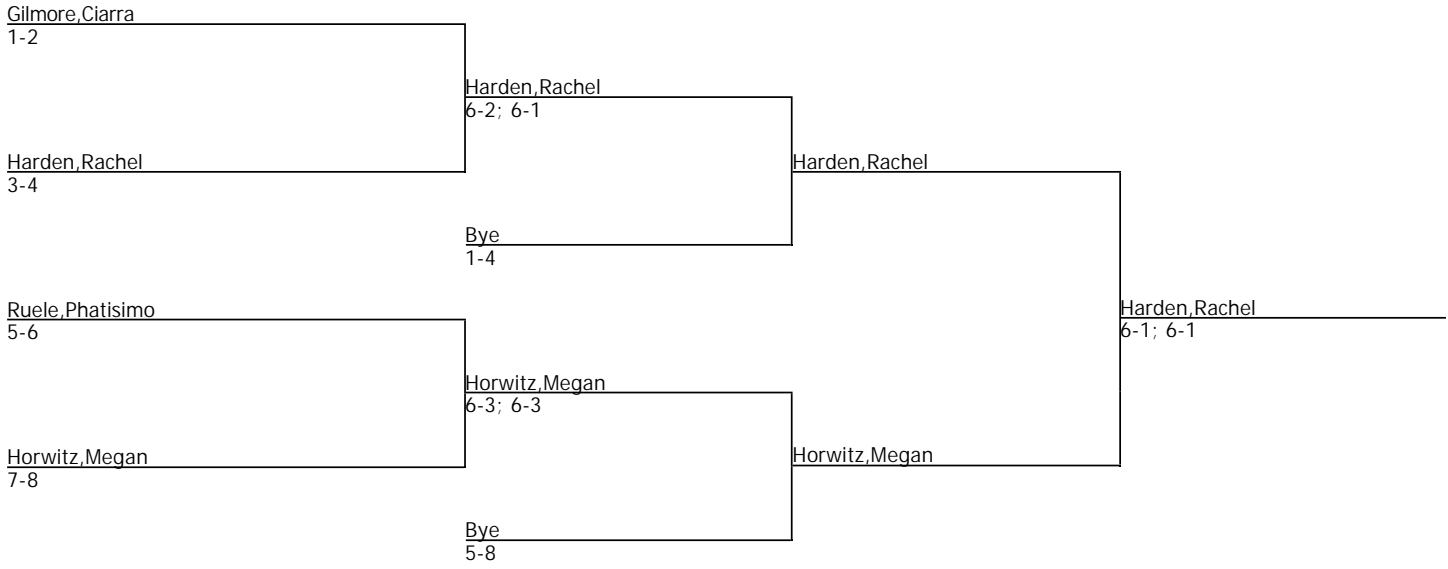 Gilmore,Ciarra
1-2
Harden,Rachel
6-2; 6-1
Harden,Rachel
3-4
Harden,Rachel
Bye
1-4
Ruele,Phatisimo
5-6
Harden,Rachel
6-1; 6-1
Horwitz,Megan
6-3; 6-3
Horwitz,Megan
7-8
Horwitz,Megan
Bye
5-8